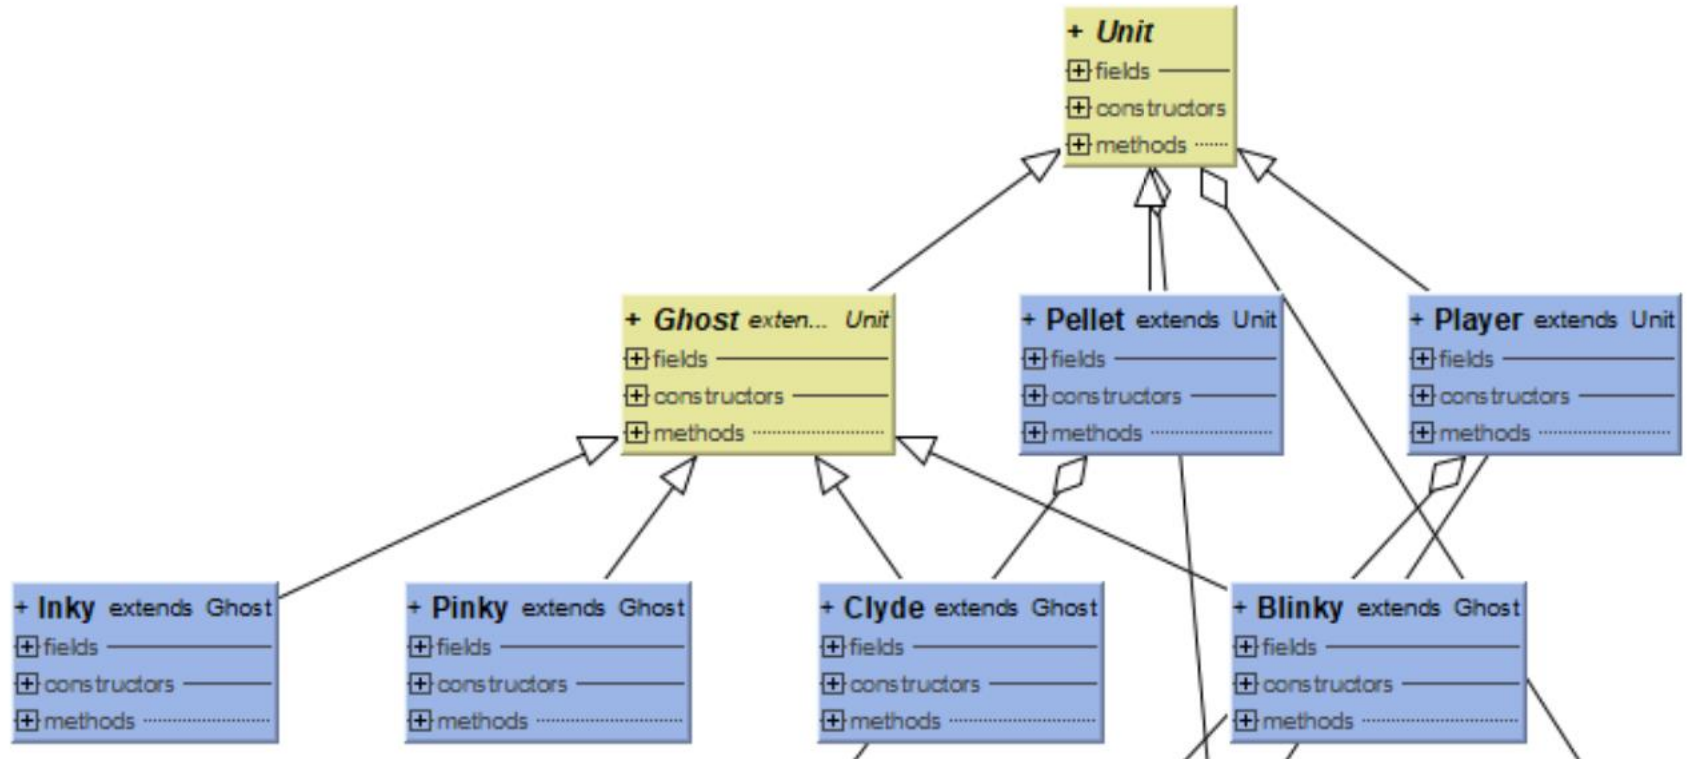 + Unit
fields
constructors
methods
+ Ghost exten... Unit
fields
constructors
methods
+ Pellet extends Unit
fields
constructors
methods
+ Player extends Unit
fields
constructors
methods
+ Inky extends Ghost
fields
constructors
methods
+ Pinky extends Ghost
fields
constructors
methods
+ Clyde extends Ghost
fields
constructors
methods
+ Blinky extends Ghost
fields
constructors
methods